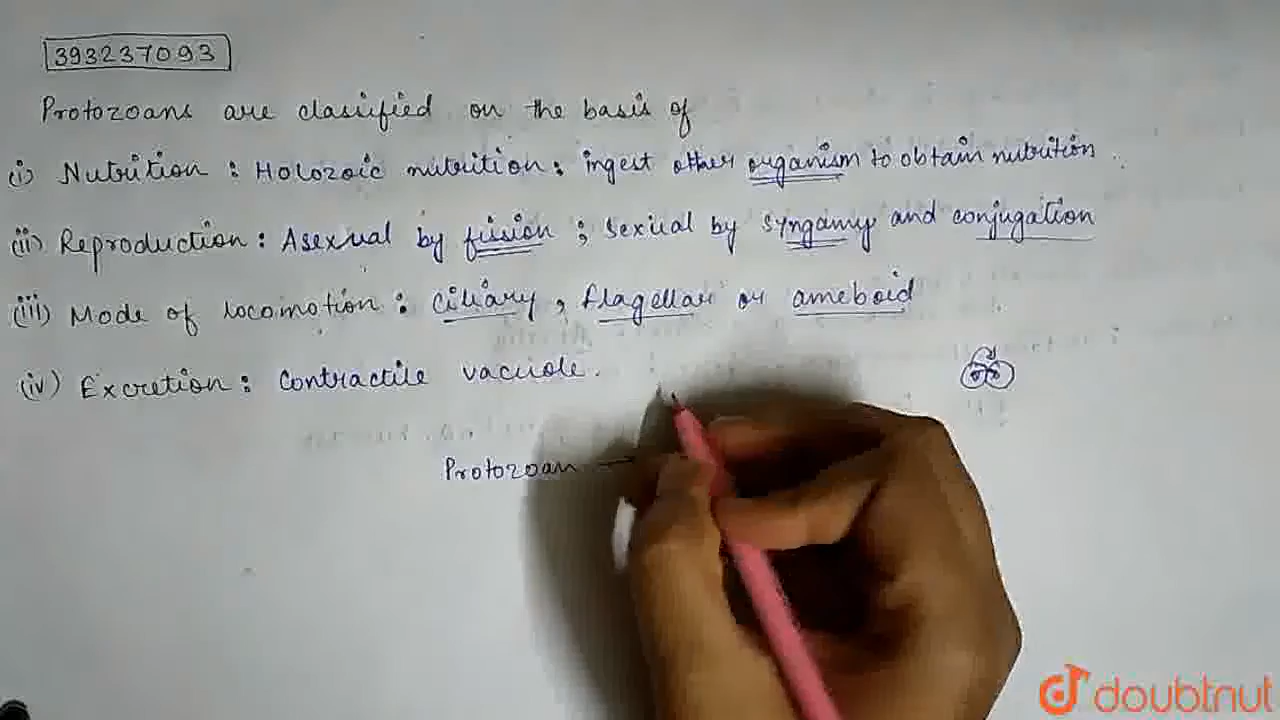 393237093
Protozoans are classified on the basis of
(i) Nutrition : Holozoic nutrition : ingest other organism to obtain nutrition .
(ii) Reproduction : Asexual by fission ; sexual by syngamy and conjugation
(iii) Mode of locomotion : ciliary , flagellar or ameboid
(iv) Excretion : contractile vacuole .
Protozoan →
doubtnut